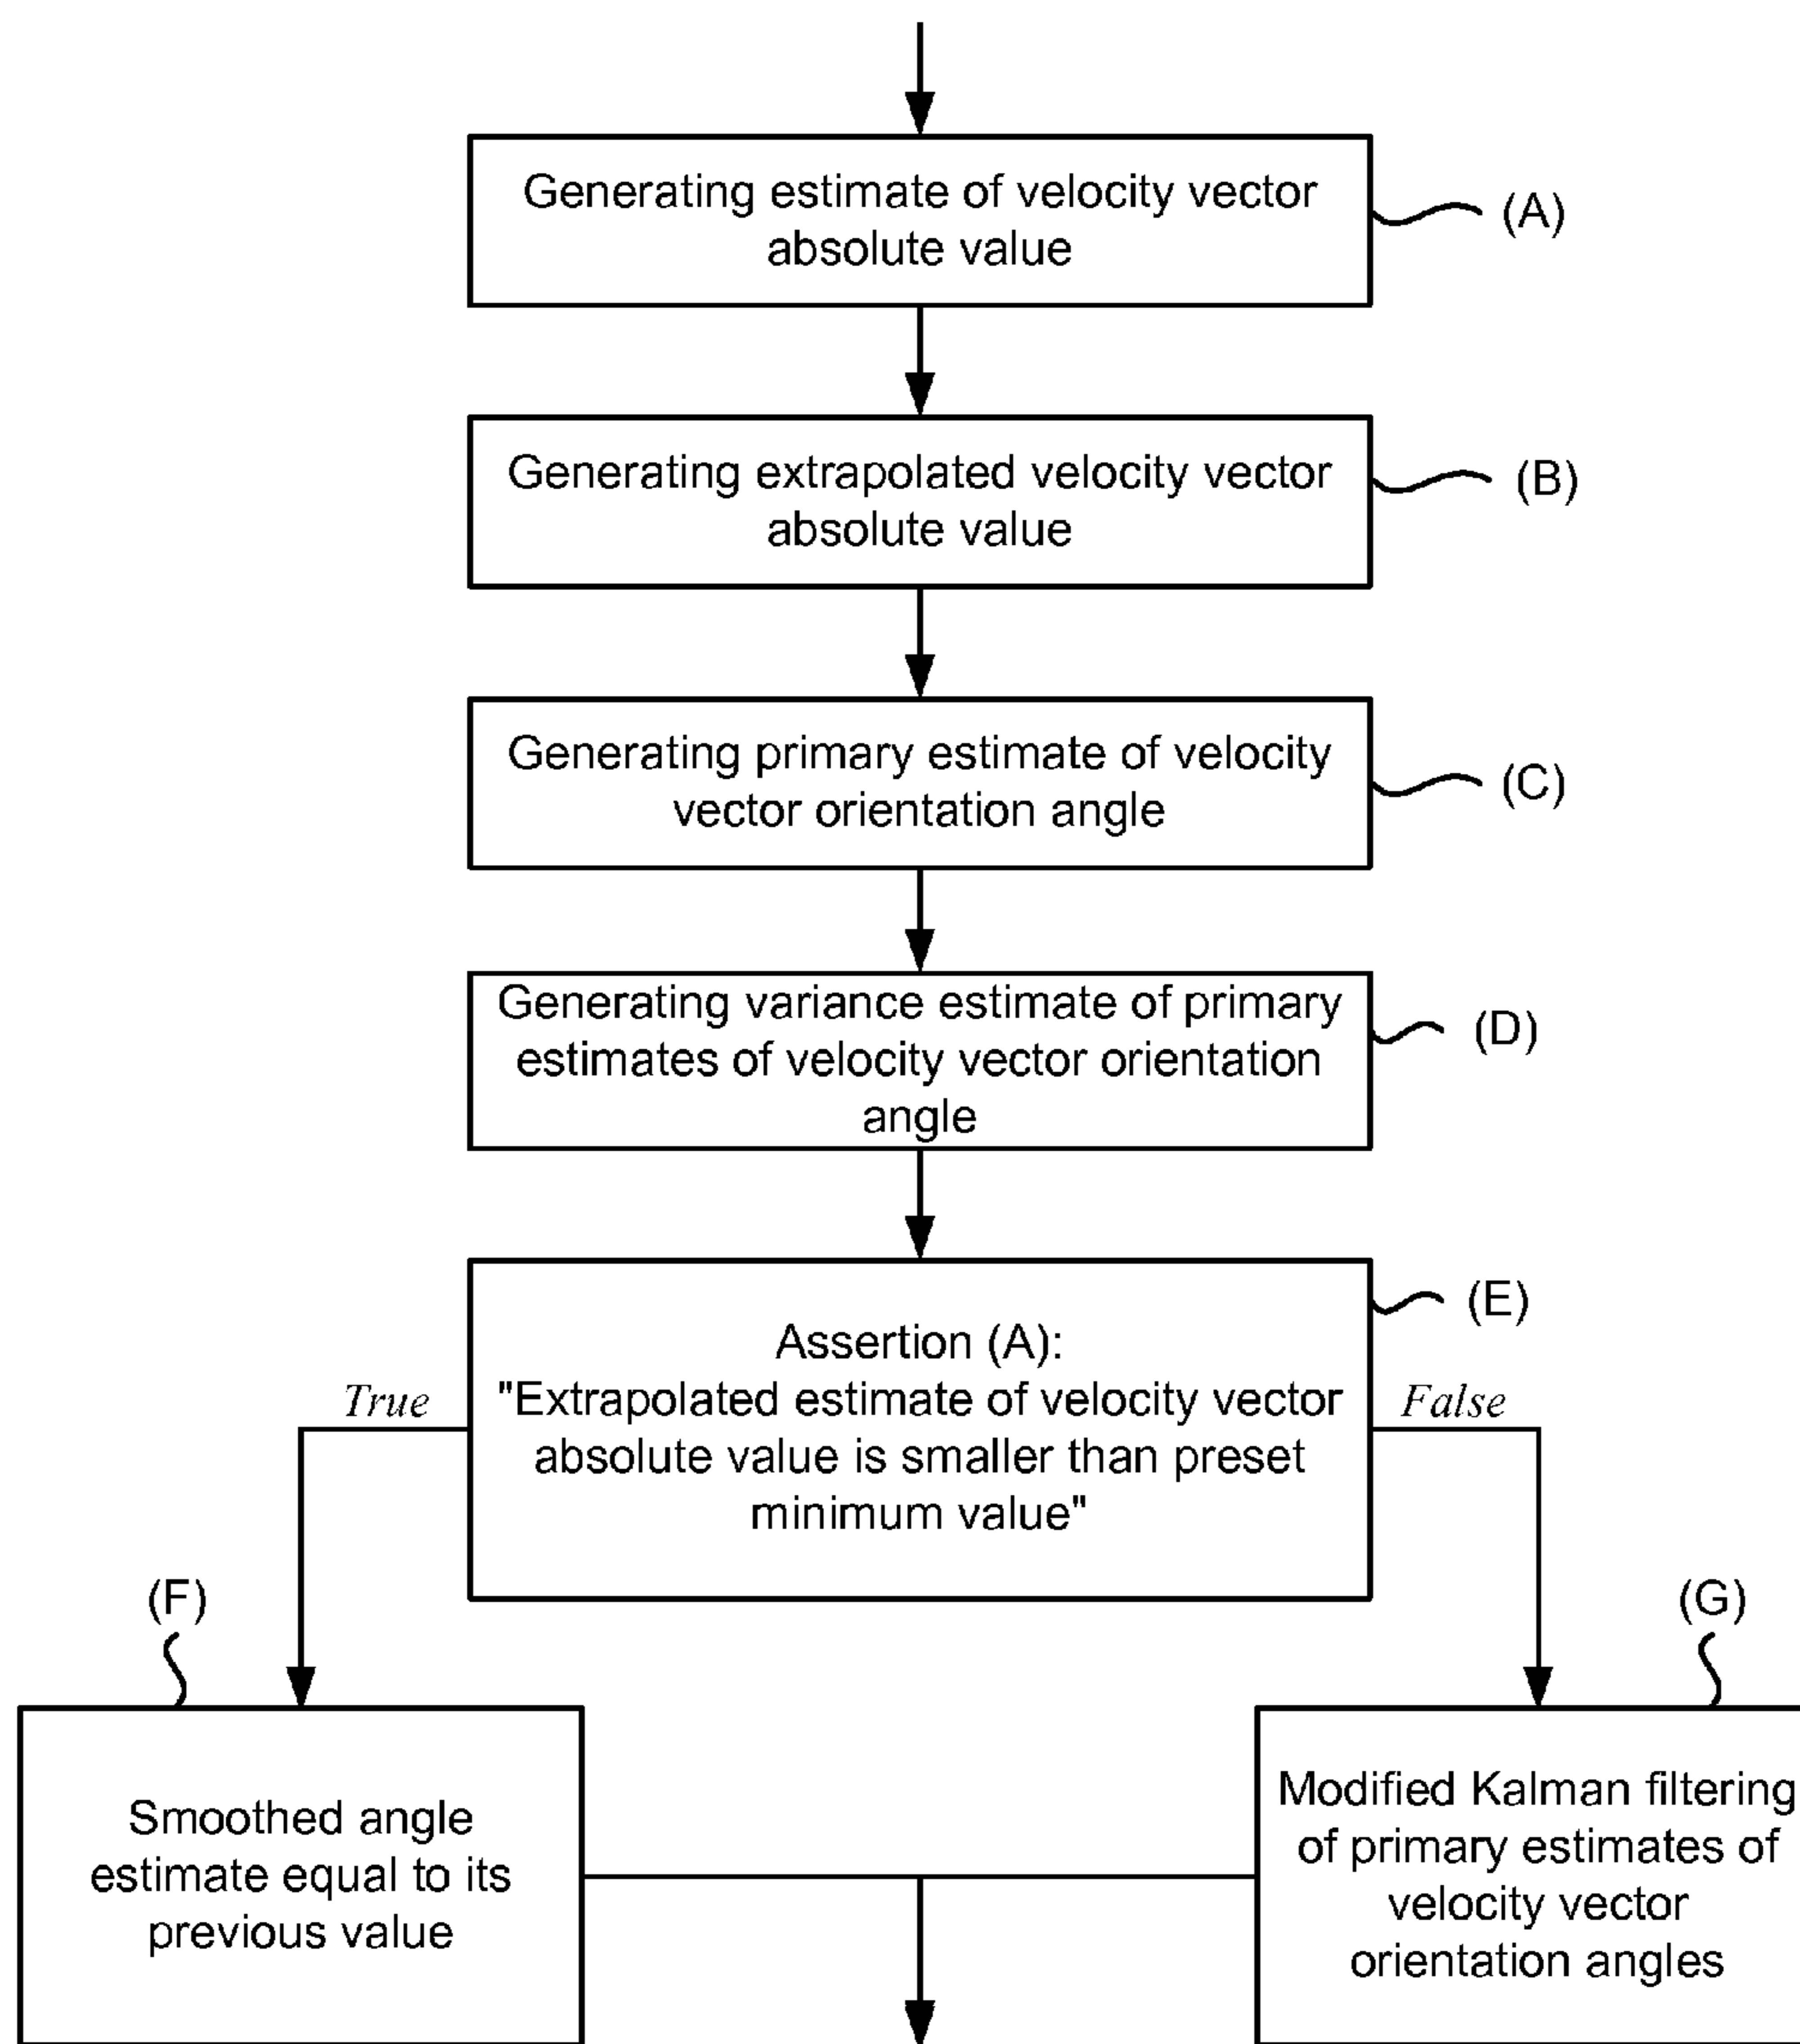 Generating estimate of velocity vector
absolute value
(A)
Generating extrapolated velocity vector
absolute value
(B)
Generating primary estimate of velocity
vector orientation angle
(C)
Generating variance estimate of primary
estimates of velocity vector orientation
angle
(D)
(E)
Assertion (A):
"Extrapolated estimate of velocity vector
absolute value is smaller than preset
minimum value"
True
False
(F)
(G)
Smoothed angle
estimate equal to its
previous value
Modified Kalman filtering
of primary estimates of
velocity vector
orientation angles